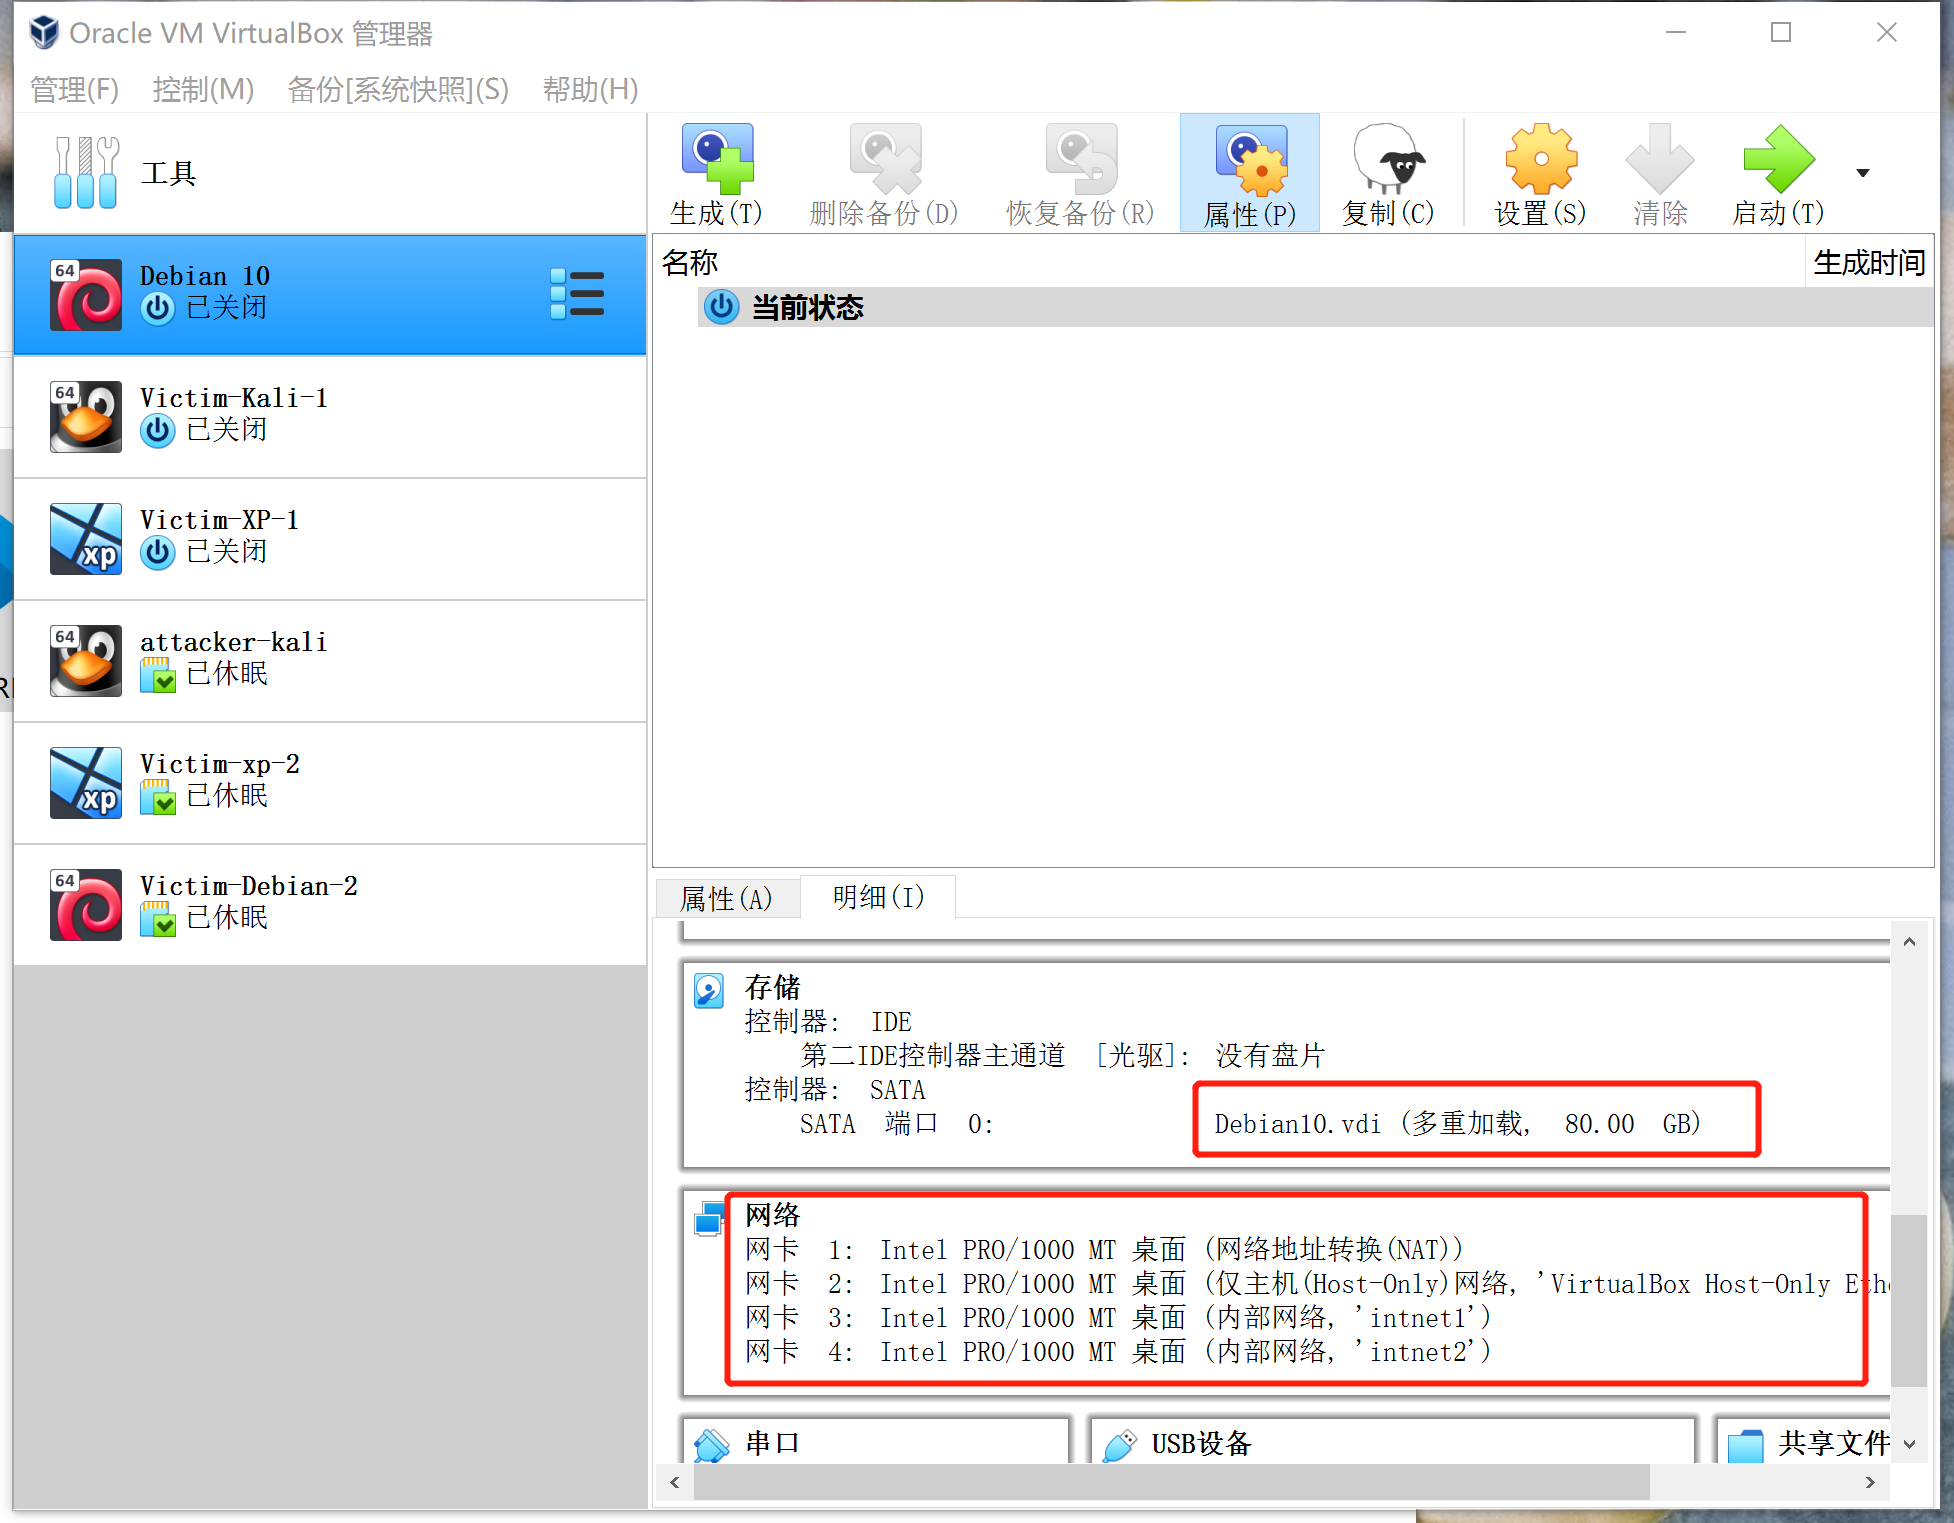 Oracle VM VirtualBox 管理器
管理(F) 控制(M) 备份[系统快照](S) 帮助(H)
工具
生成(T) 删除备份(D) 恢复备份(R) 属性(P) 复制(C) 设置(S) 清除 启动(T)
名称 生成时间
当前状态
64 Debian 10
已关闭
64 Victim-Kali-1
已关闭
xp Victim-XP-1
已关闭
64 attacker-kali
已休眠
xp Victim-xp-2
已休眠
64 Victim-Debian-2
已休眠
属性(A) 明细(I)
存储
控制器: IDE
第二IDE控制器主通道 [光驱]: 没有盘片
控制器: SATA
SATA 端口 0: Debian10.vdi (多重加载, 80.00 GB)
网络
网卡 1: Intel PRO/1000 MT 桌面 (网络地址转换(NAT))
网卡 2: Intel PRO/1000 MT 桌面 (仅主机(Host-Only)网络, 'VirtualBox Host-Only Eth
网卡 3: Intel PRO/1000 MT 桌面 (内部网络, 'intnet1')
网卡 4: Intel PRO/1000 MT 桌面 (内部网络, 'intnet2')
串口 USB设备 共享文件